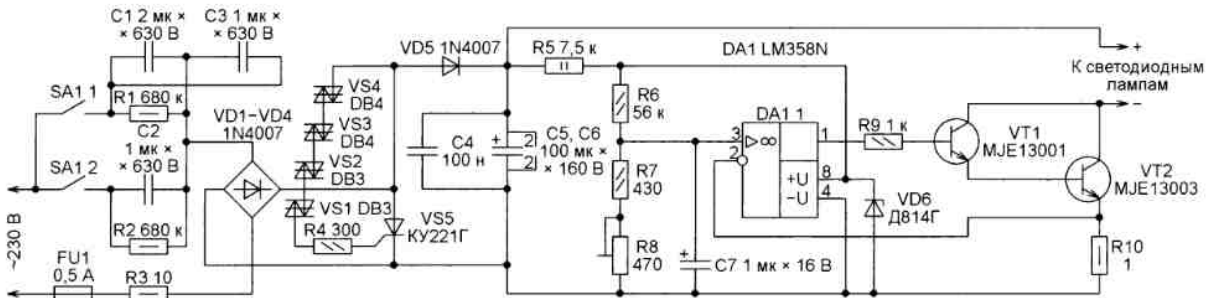 C1 2 мк ×
× 630 В
C3 1 мк ×
× 630 В
SA1 1
R1 680 к
C2
1 мк ×
× 630 В
SA1 2
R2 680 к
~230 В
FU1
0,5 А
R3 10
VD1–VD4
1N4007
VS4
DB4
VS3
DB4
VS2
DB3
VS1 DB3
R4 300
VS5
КУ221Г
VD5 1N4007
C4
100 н
+
2
2
C5, C6
100 мк ×
× 160 В
R5 7,5 к
R6
56 к
R7
430
R8
470
+
C7 1 мк × 16 В
DA1 LM358N
DA1 1
3
2
▷∞
1
8
4
+U
−U
R9 1 к
VD6
Д814Г
VT1
MJE13001
VT2
MJE13003
R10
1
+
К светодиодным
лампам
−